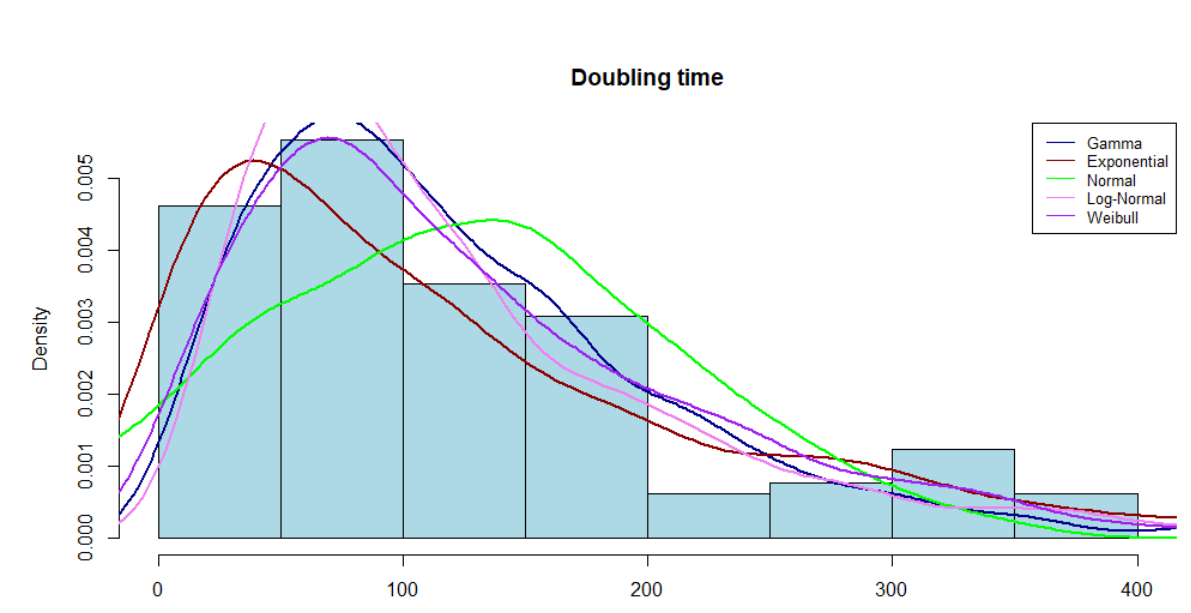 Doubling time
Gamma
Exponential
Normal
Log-Normal
Weibull
Density
0.005
0.004
0.003
0.002
0.001
0.000
0 100 200 300 400